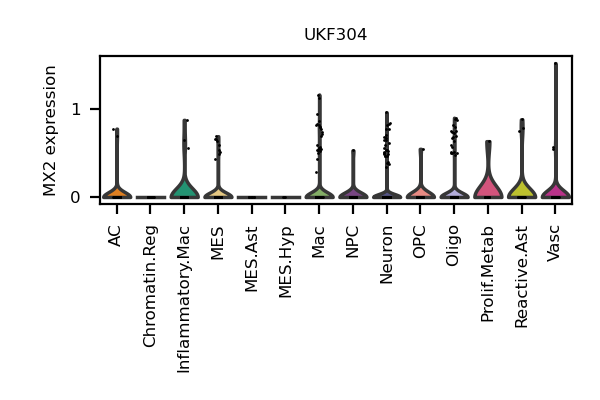 UKF304
MX2 expression
1
0
AC
Chromatin.Reg
Inflammatory.Mac
MES
MES.Ast
MES.Hyp
Mac
NPC
Neuron
OPC
Oligo
Prolif.Metab
Reactive.Ast
Vasc